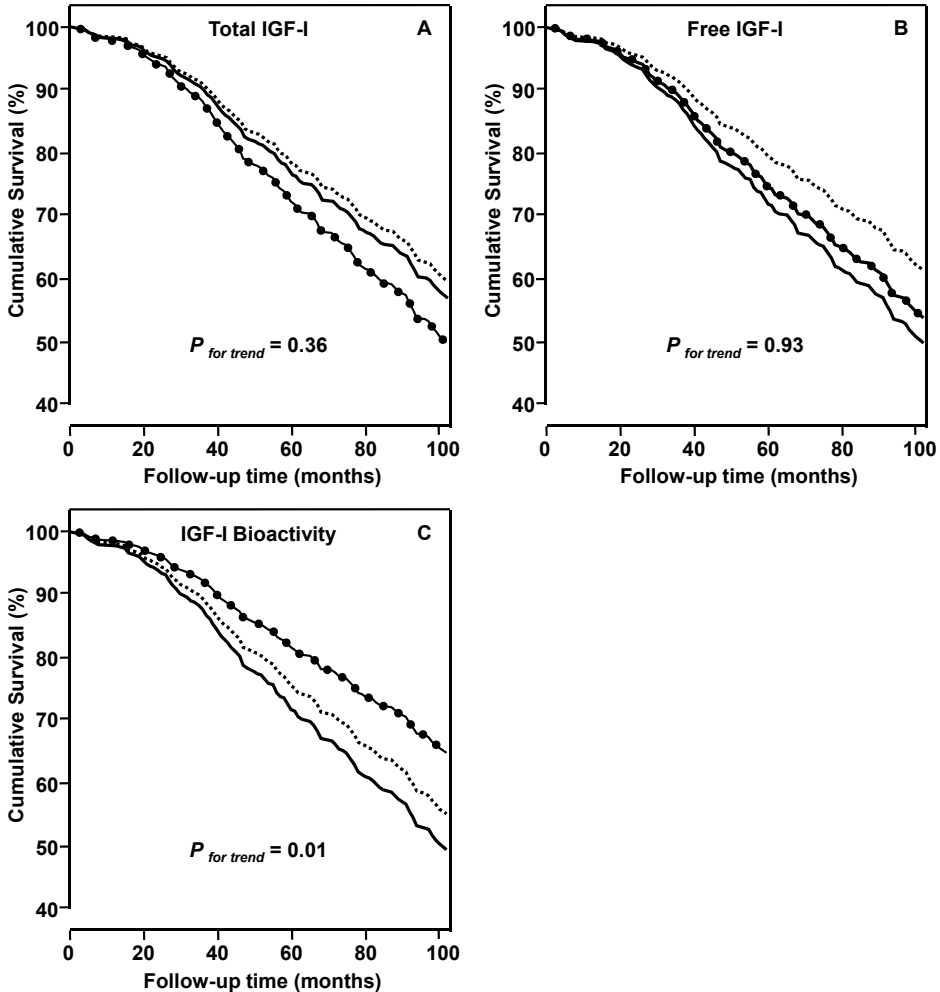 Total IGF-I
A
Cumulative Survival (%)
100
90
80
70
60
50
40
P for trend = 0.36
0 20 40 60 80 100
Follow-up time (months)
Free IGF-I
B
Cumulative Survival (%)
100
90
80
70
60
50
40
P for trend = 0.93
0 20 40 60 80 100
Follow-up time (months)
IGF-I Bioactivity
C
Cumulative Survival (%)
100
90
80
70
60
50
40
P for trend = 0.01
0 20 40 60 80 100
Follow-up time (months)